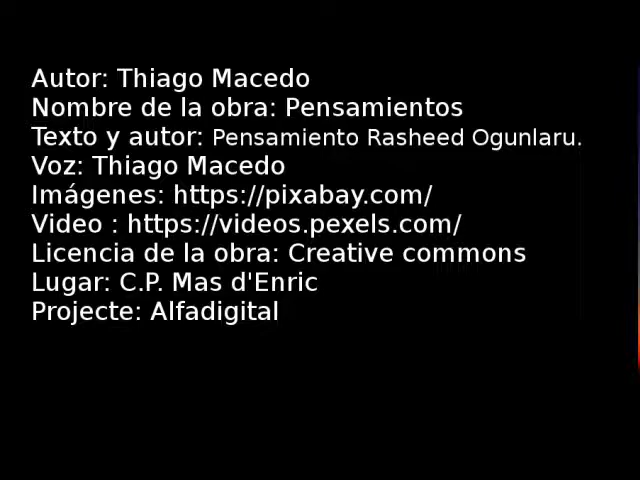 Autor: Thiago Macedo
Nombre de la obra: Pensamientos
Texto y autor: Pensamiento Rasheed Ogunlaru.
Voz: Thiago Macedo
Imágenes: https://pixabay.com/
Video : https://videos.pexels.com/
Licencia de la obra: Creative commons
Lugar: C.P. Mas d'Enric
Projecte: Alfadigital